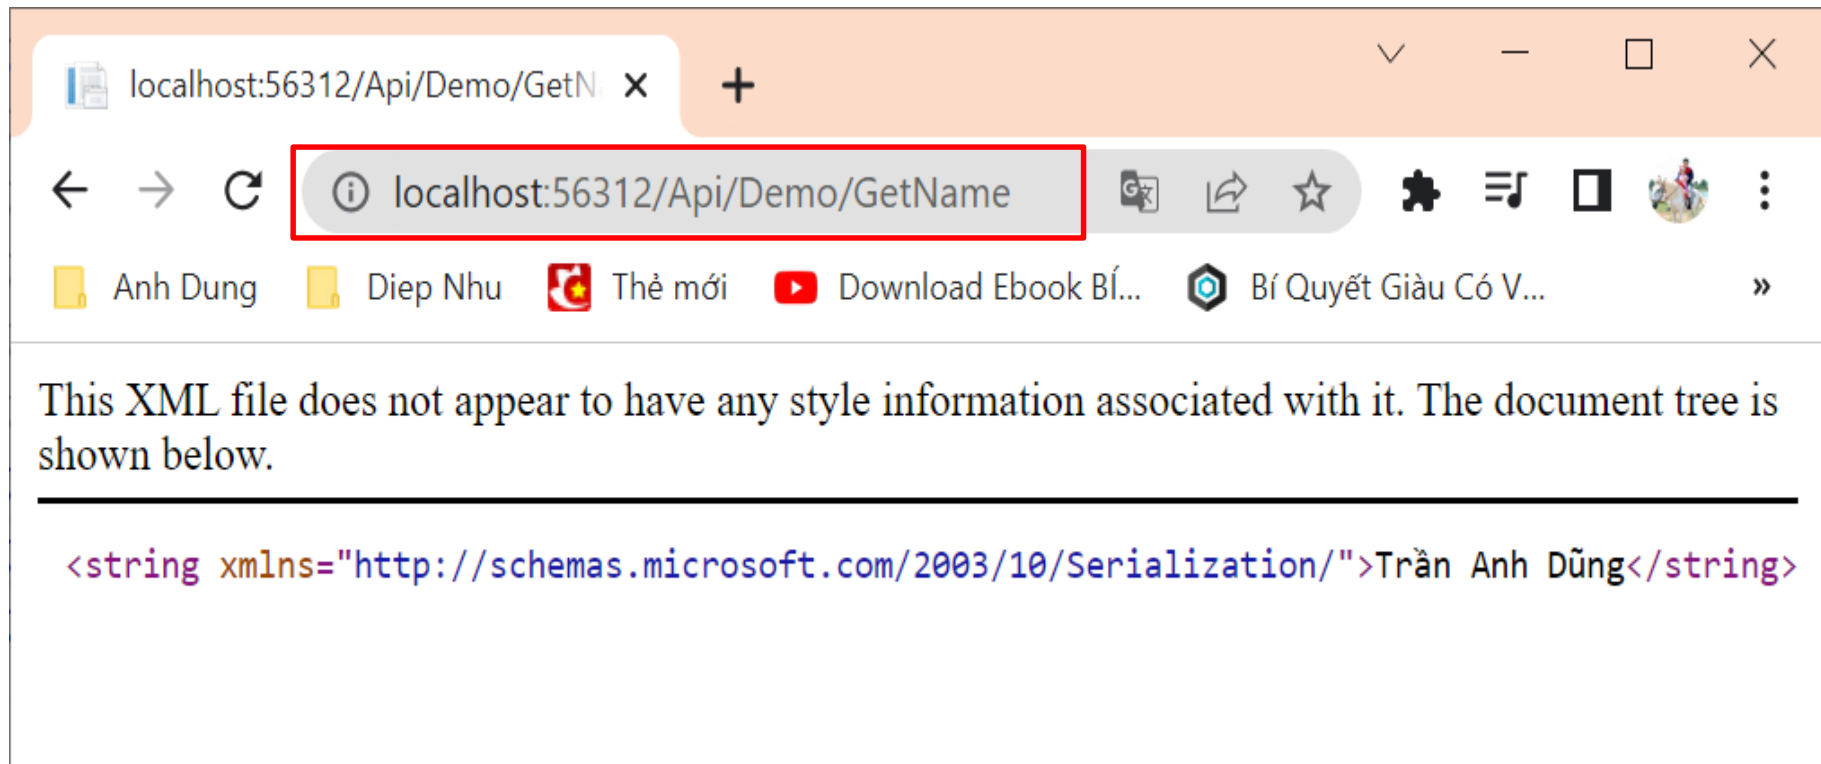 localhost:56312/Api/Demo/GetN
localhost:56312/Api/Demo/GetName
Anh Dung Diep Nhu Thẻ mới Download Ebook BÍ... Bí Quyết Giàu Có V... »
This XML file does not appear to have any style information associated with it. The document tree is
shown below.
<string xmlns="http://schemas.microsoft.com/2003/10/Serialization/">Trần Anh Dũng</string>